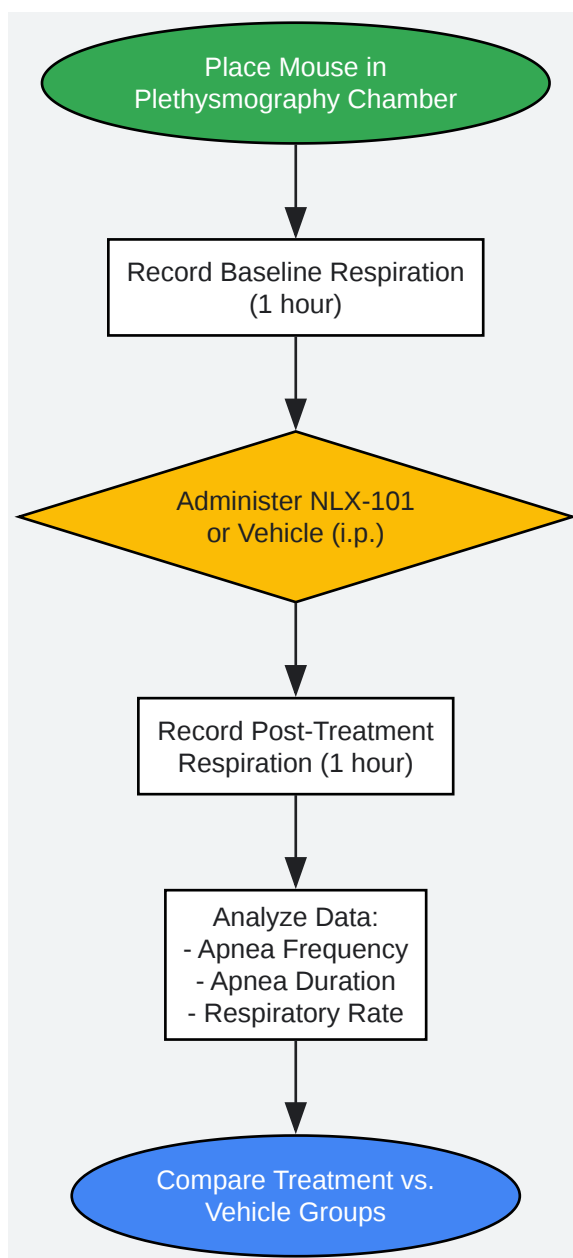 Place Mouse in
Plethysmography Chamber
Record Baseline Respiration
(1 hour)
Administer NLX-101
or Vehicle (i.p.)
Record Post-Treatment
Respiration (1 hour)
Analyze Data:
- Apnea Frequency
- Apnea Duration
- Respiratory Rate
Compare Treatment vs.
Vehicle Groups